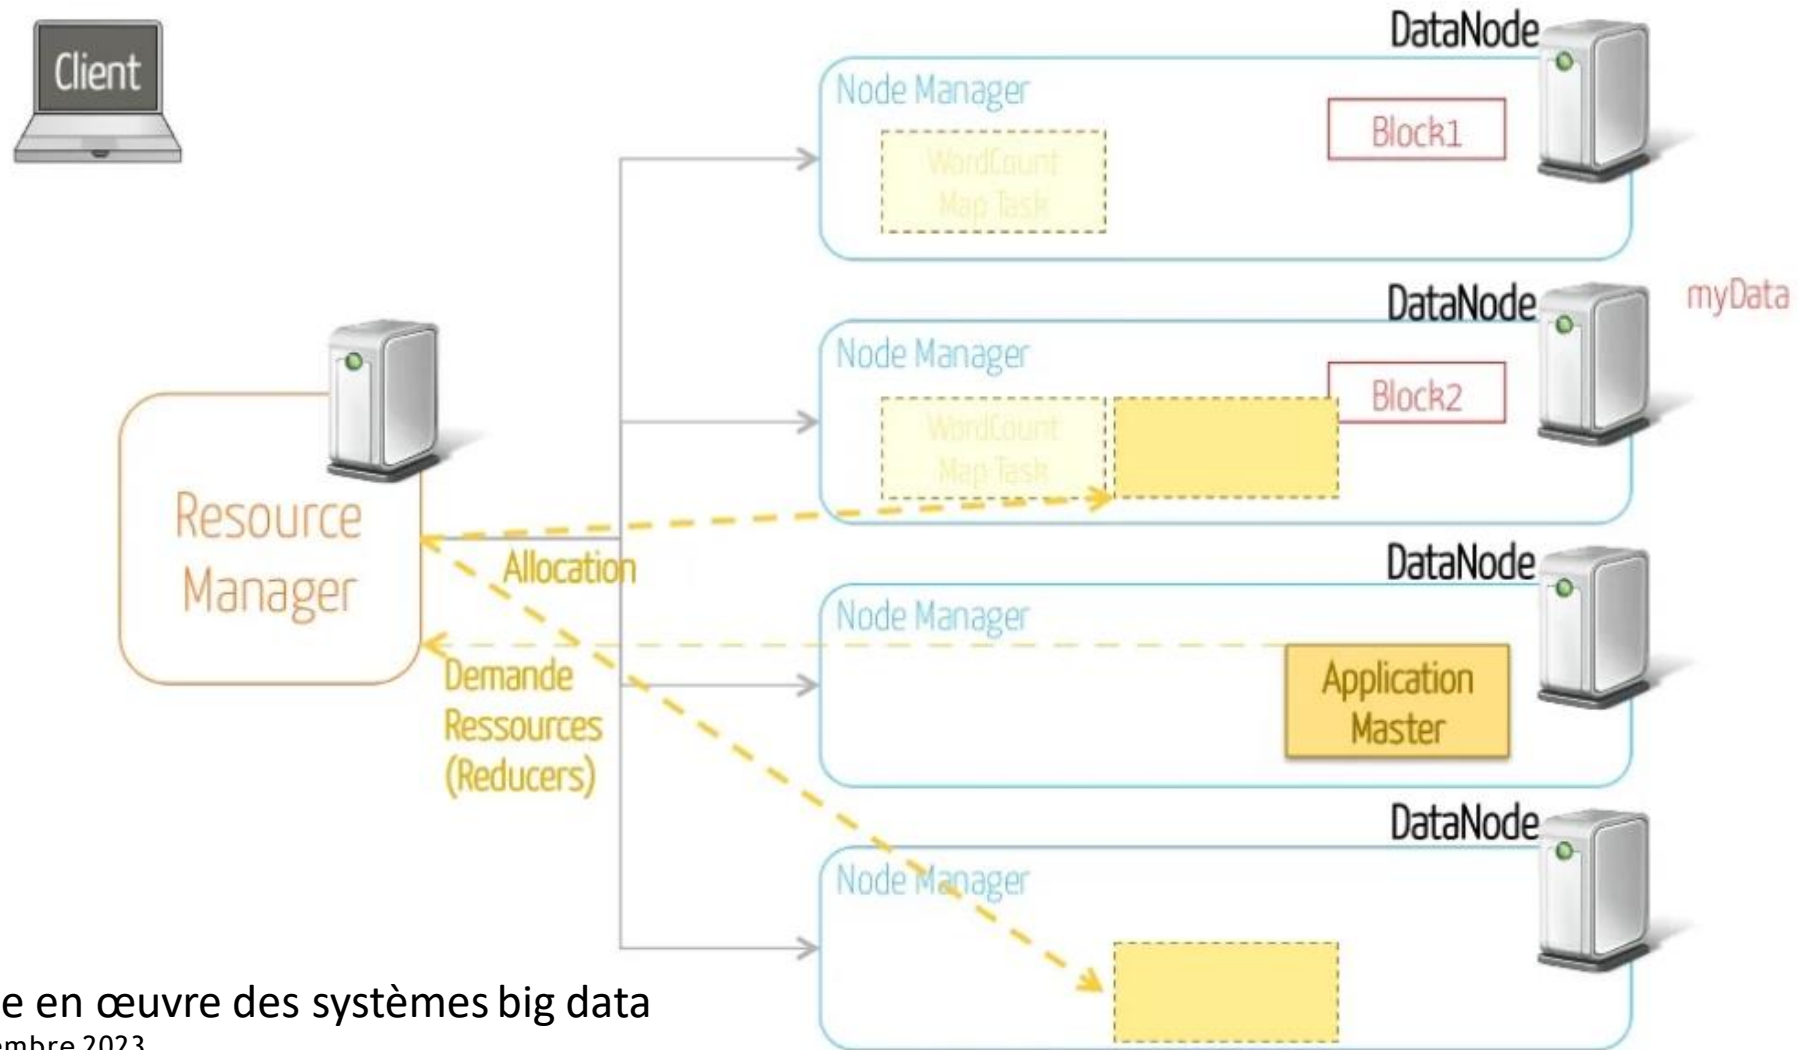 Client
DataNode
Node Manager
Block1
WordCount
Map Task
DataNode
myData
Node Manager
Block2
WordCount
Map Task
Resource
Manager
Allocation
DataNode
Node Manager
Demande
Ressources
(Reducers)
Application
Master
DataNode
Node Manager
en œuvre des systèmes big data
2023